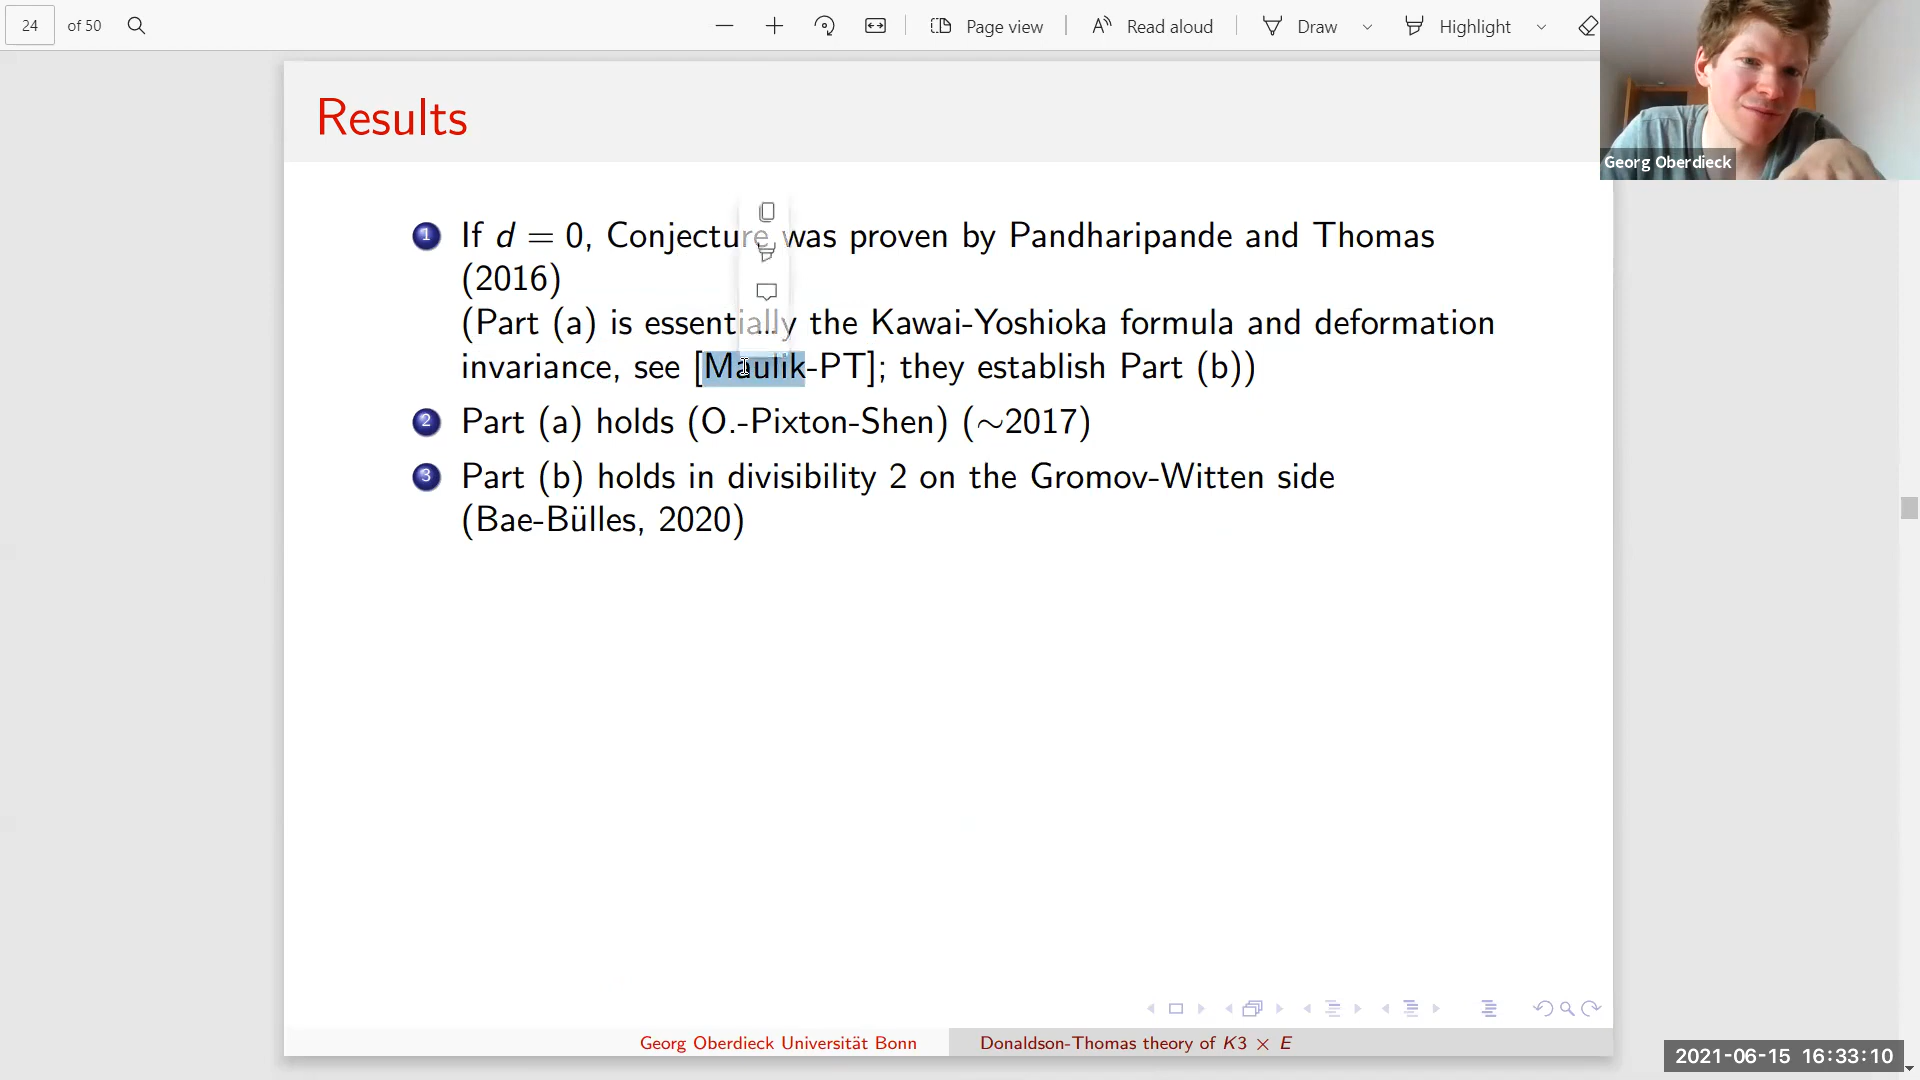 24 of 50 Page view Read aloud Draw Highlight
Georg Oberdieck
Results
1 If d = 0, Conjecture was proven by Pandharipande and Thomas
(2016)
(Part (a) is essentially the Kawai-Yoshioka formula and deformation
invariance, see [Maulik-PT]; they establish Part (b))
2 Part (a) holds (O.-Pixton-Shen) (∼2017)
3 Part (b) holds in divisibility 2 on the Gromov-Witten side
(Bae-Bülles, 2020)
Georg Oberdieck Universität Bonn Donaldson-Thomas theory of K3 × E
2021-06-15 16:33:10